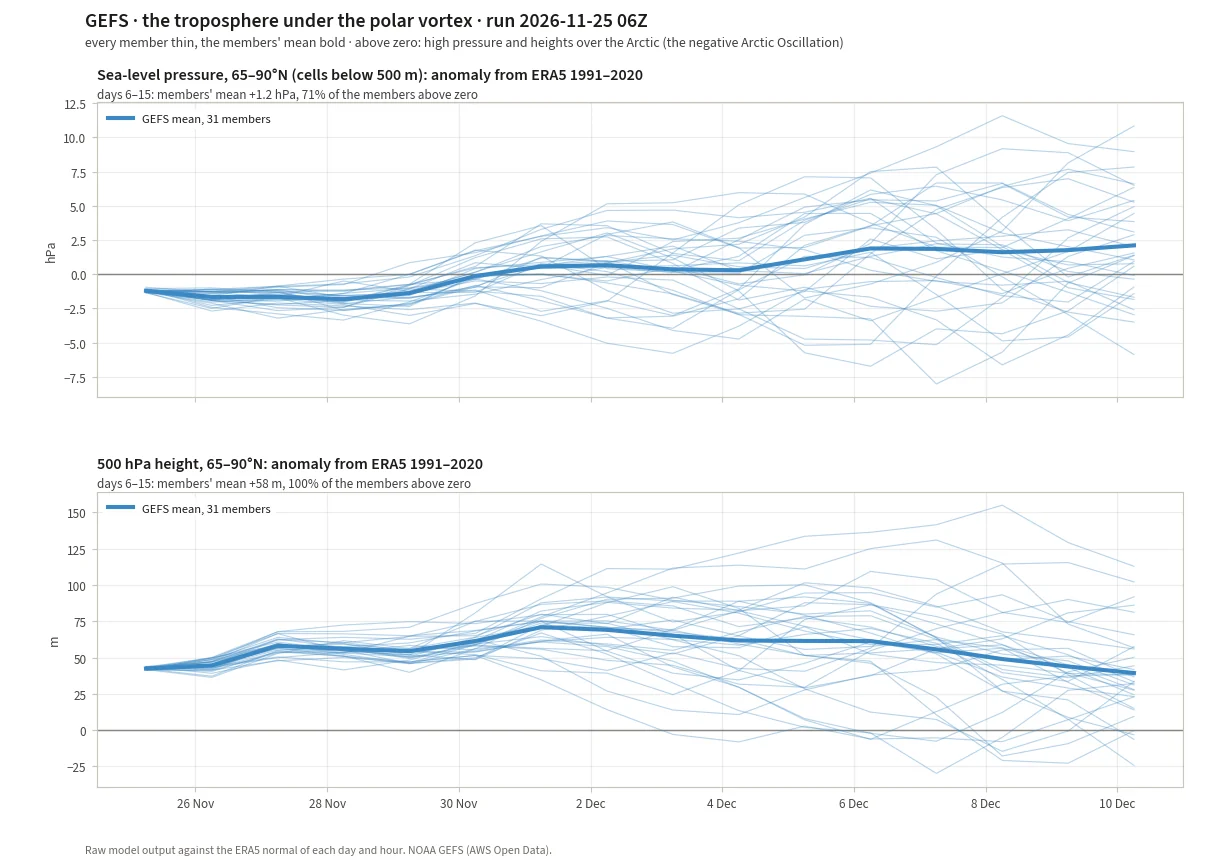 GEFS · the troposphere under the polar vortex · run 2026-11-25 06Z
every member thin, the members' mean bold · above zero: high pressure and heights over the Arctic (the negative Arctic Oscillation)
Sea-level pressure, 65–90°N (cells below 500 m): anomaly from ERA5 1991–2020
days 6–15: members' mean +1.2 hPa, 71% of the members above zero
GEFS mean, 31 members
12.5
10.0
7.5
5.0
2.5
0.0
−2.5
−5.0
−7.5
hPa
500 hPa height, 65–90°N: anomaly from ERA5 1991–2020
days 6–15: members' mean +58 m, 100% of the members above zero
GEFS mean, 31 members
150
125
100
75
50
25
0
−25
m
26 Nov 28 Nov 30 Nov 2 Dec 4 Dec 6 Dec 8 Dec 10 Dec
Raw model output against the ERA5 normal of each day and hour. NOAA GEFS (AWS Open Data).